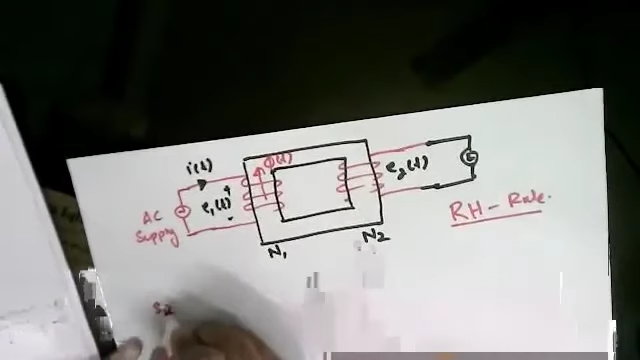 i(t)
φ(t)
e₁(t)
+
-
e₂(t)
AC
Supply
N₁
N₂
RH - Rule.